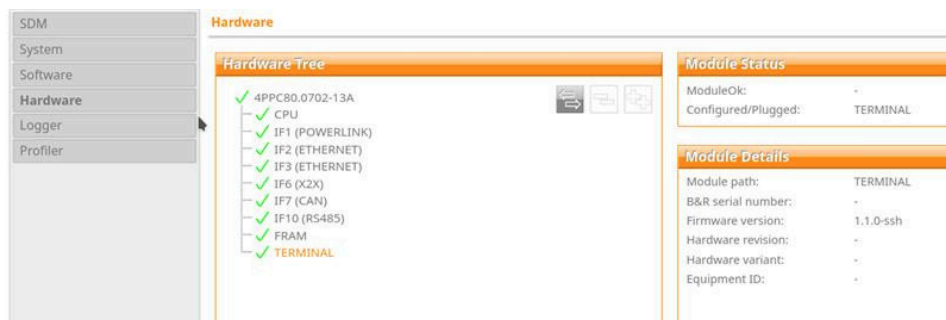 SDM
System
Software
Hardware
Logger
Profiler
Hardware
Hardware Tree
4PPC80.0702-13A
CPU
IF1 (POWERLINK)
IF2 (ETHERNET)
IF3 (ETHERNET)
IF6 (X2X)
IF7 (CAN)
IF10 (RS485)
FRAM
TERMINAL
Module Status
ModuleOk: -
Configured/Plugged: TERMINAL
Module Details
Module path: TERMINAL
B&R serial number: -
Firmware version: 1.1.0-ssh
Hardware revision: -
Hardware variant: -
Equipment ID: -